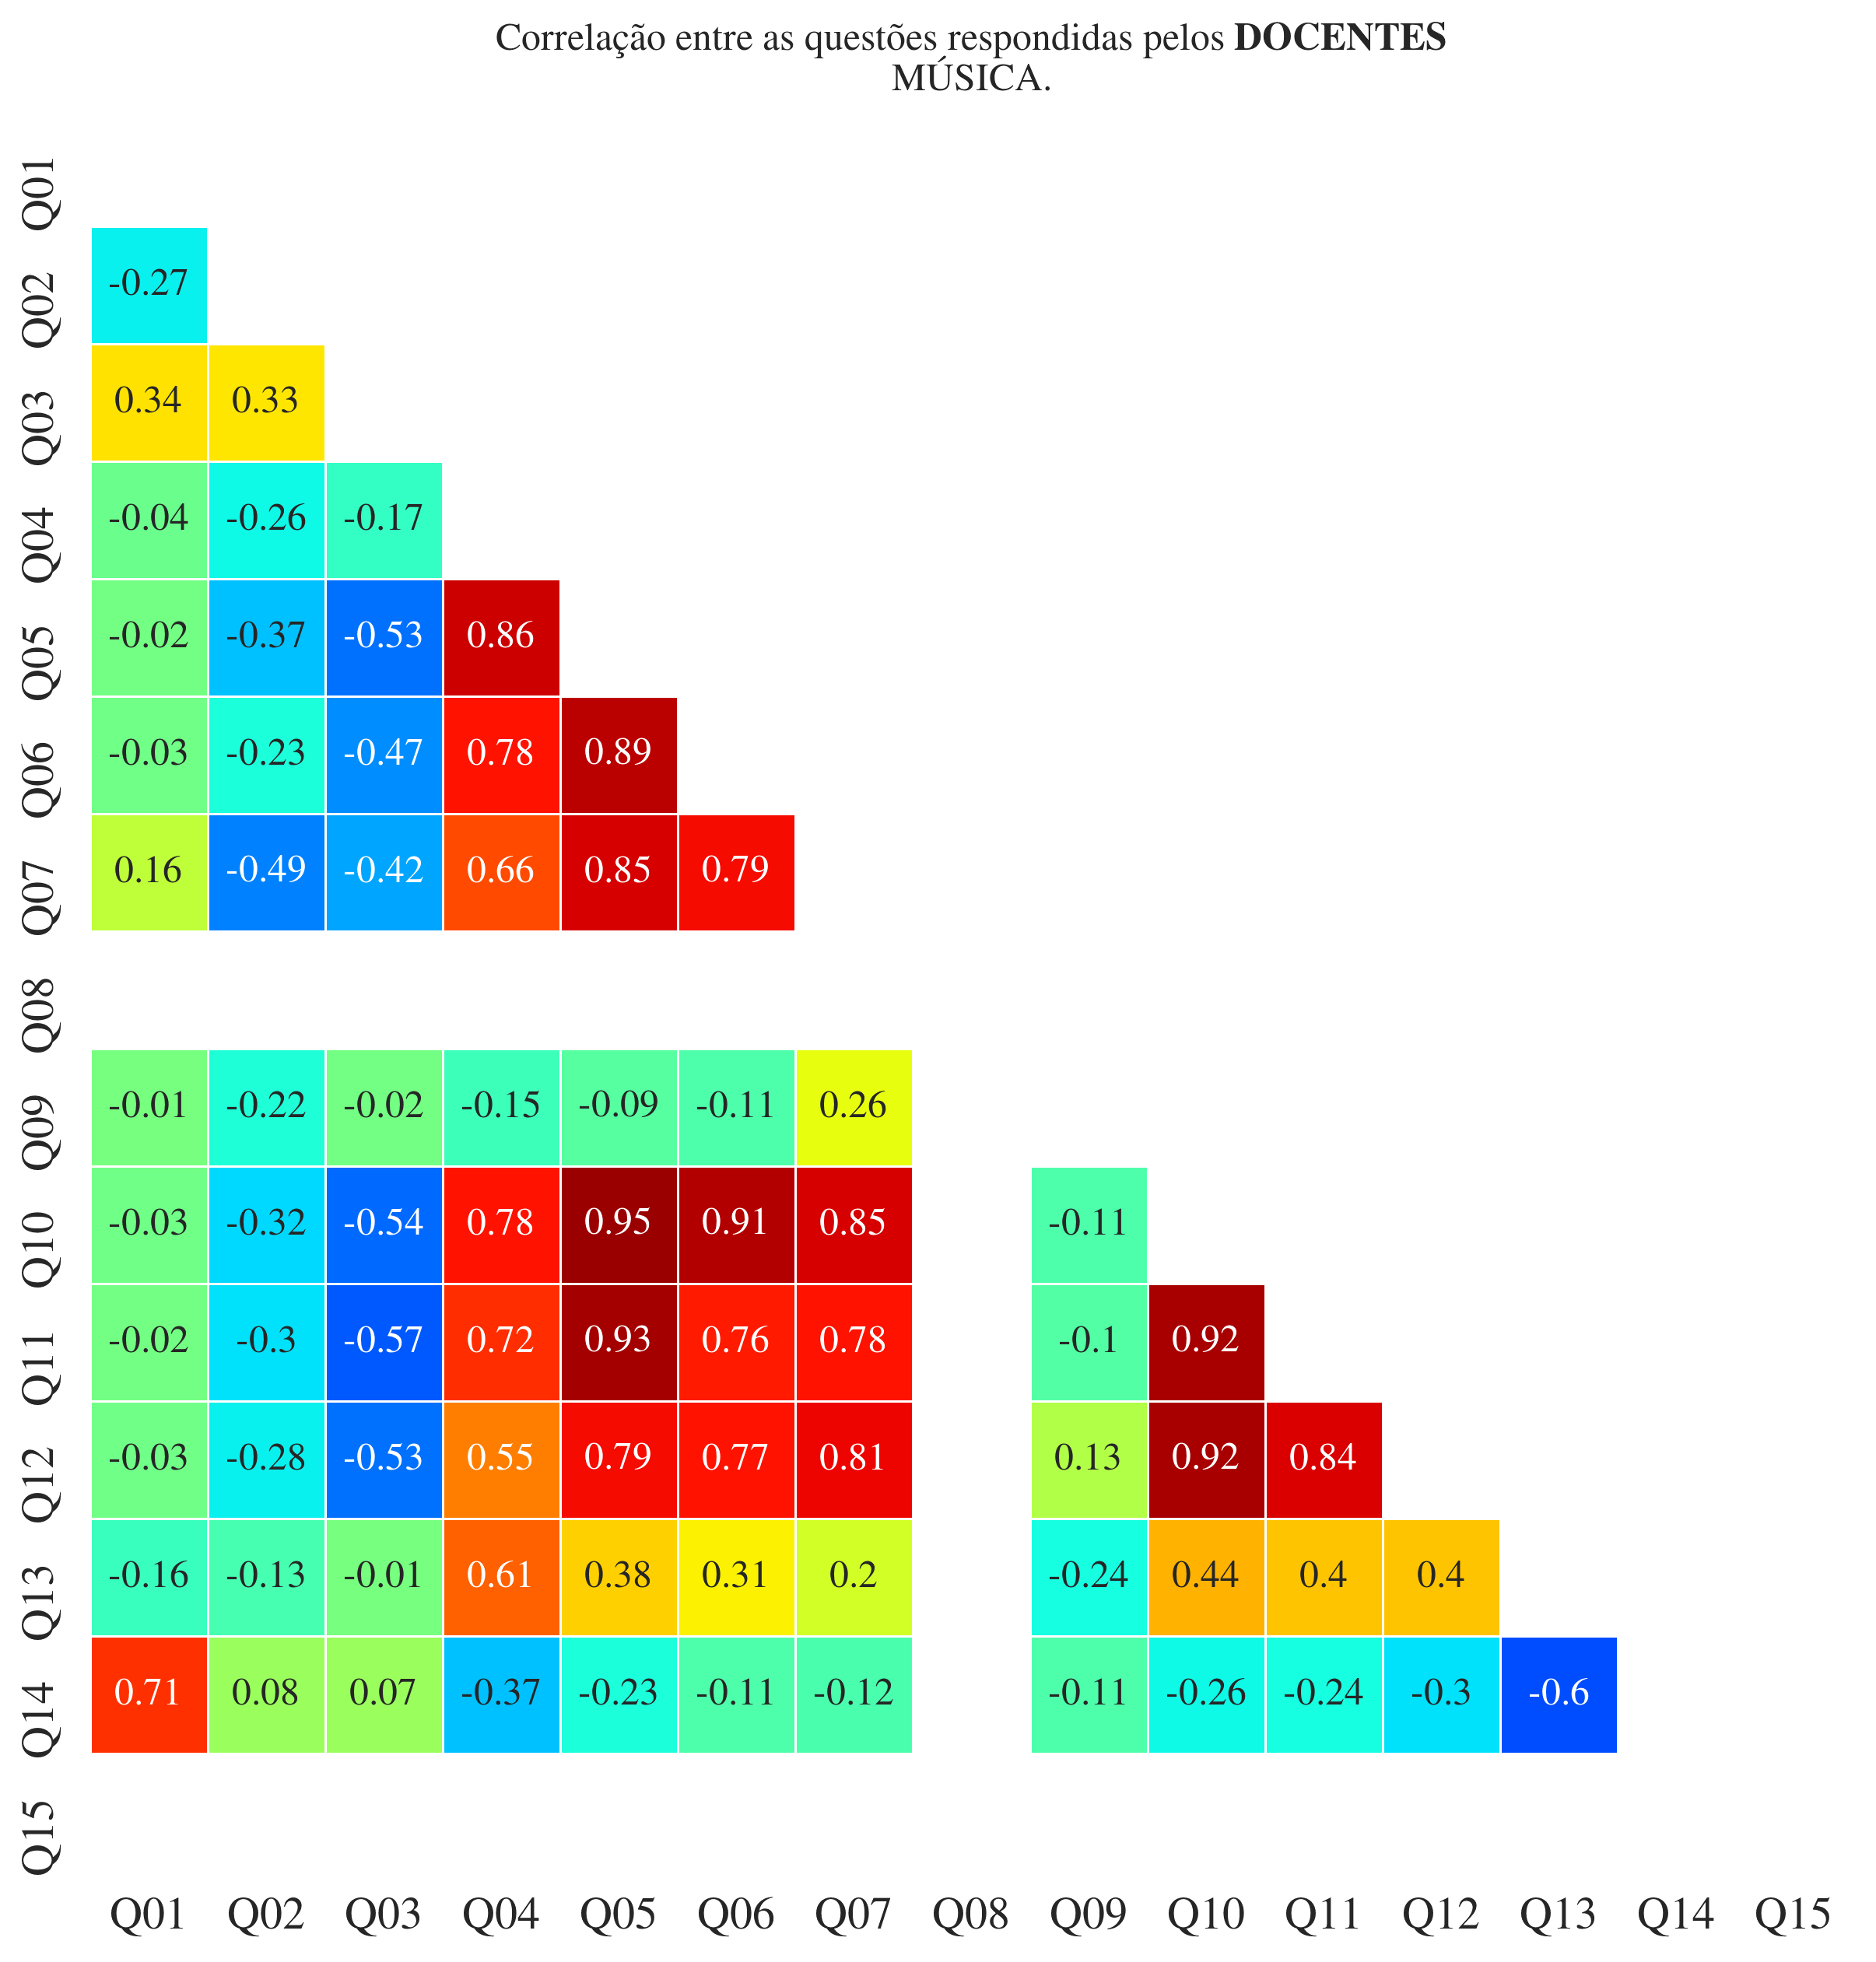 Correlação entre as questões respondidas pelos DOCENTES
MÚSICA.
Q01
Q02 -0.27
Q03 0.34 0.33
Q04 -0.04 -0.26 -0.17
Q05 -0.02 -0.37 -0.53 0.86
Q06 -0.03 -0.23 -0.47 0.78 0.89
Q07 0.16 -0.49 -0.42 0.66 0.85 0.79
Q08
Q09 -0.01 -0.22 -0.02 -0.15 -0.09 -0.11 0.26
Q10 -0.03 -0.32 -0.54 0.78 0.95 0.91 0.85 -0.11
Q11 -0.02 -0.3 -0.57 0.72 0.93 0.76 0.78 -0.1 0.92
Q12 -0.03 -0.28 -0.53 0.55 0.79 0.77 0.81 0.13 0.92 0.84
Q13 -0.16 -0.13 -0.01 0.61 0.38 0.31 0.2 -0.24 0.44 0.4 0.4
Q14 0.71 0.08 0.07 -0.37 -0.23 -0.11 -0.12 -0.11 -0.26 -0.24 -0.3 -0.6
Q15
Q01 Q02 Q03 Q04 Q05 Q06 Q07 Q08 Q09 Q10 Q11 Q12 Q13 Q14 Q15